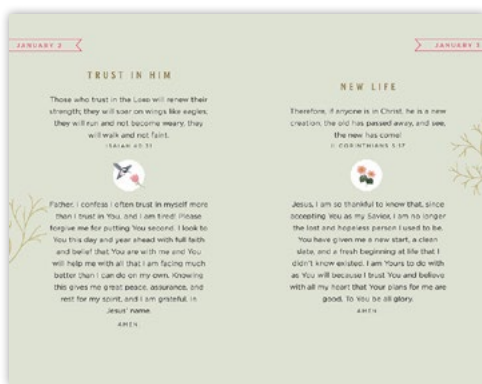 JANUARY 2
TRUST IN HIM
Those who trust in the LORD will renew their
strength; they will soar on wings like eagles,
they will run and not become weary, they
will walk and not faint.
ISAIAH 40:31
Father, I confess I often trust in myself more
than I trust in You, and I am tired! Please
forgive me for putting You second. I look to
You this day and year ahead with full faith
and belief that You are with me and You
will help me with all that I am facing much
better than I can do on my own. Knowing
this gives me great peace, assurance, and
rest for my spirit, and I am grateful. In
Jesus' name.
AMEN
JANUARY 3
NEW LIFE
Therefore, if anyone is in Christ, he is a new
creation, the old has passed away, and see,
the new has come!
II CORINTHIANS 5:17
Jesus, I am so thankful to know that, since
accepting You as my Savior, I am no longer
the lost and hopeless person I used to be.
You have given me a new start, a clean
slate, and a fresh beginning at life that I
didn't know existed. I am Yours to do with
as You will because I trust You and believe
with all my heart that Your plans for me are
good. To You be all glory.
AMEN